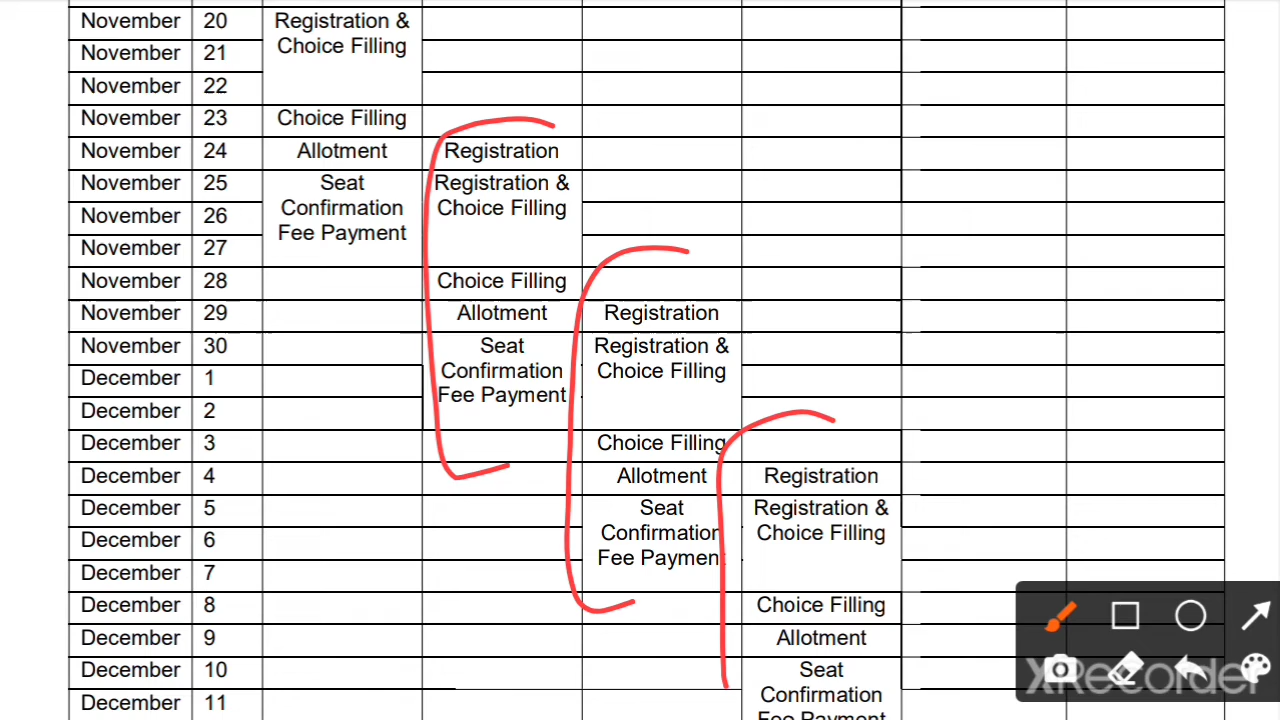 November 20 Registration &
November 21 Choice Filling
November 22
November 23 Choice Filling
November 24 Allotment Registration
November 25 Seat Registration &
November 26 Confirmation Choice Filling
November 27 Fee Payment
November 28 Choice Filling
November 29 Allotment Registration
November 30 Seat Registration &
December 1 Confirmation Choice Filling
December 2 Fee Payment
December 3 Choice Filling
December 4 Allotment Registration
December 5 Seat Registration &
December 6 Confirmation Choice Filling
December 7 Fee Payment
December 8 Choice Filling
December 9 Allotment
December 10 Seat
December 11 Confirmation
Fee Payment
XRecorder